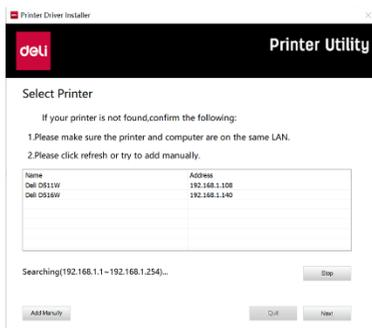 Printer Driver Installer
deli
Printer Utility
Select Printer
If your printer is not found,confirm the following:
1.Please make sure the printer and computer are on the same LAN.
2.Please click refresh or try to add manually.
Name Address
Deli D511W 192.168.1.108
Deli D516W 192.168.1.140
Searching(192.168.1.1~192.168.1.254)...
Stop
Add Manully
Quit
Next